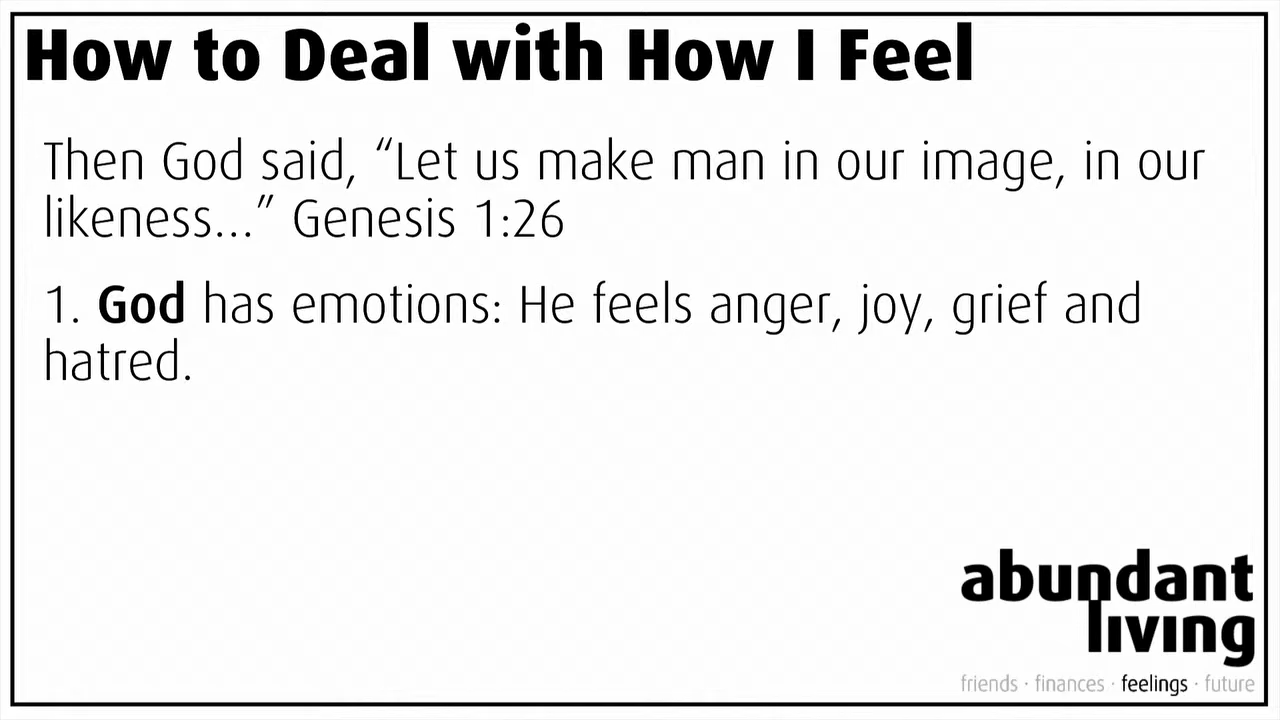 How to Deal with How I Feel
Then God said, “Let us make man in our image, in our
likeness...” Genesis 1:26
1. God has emotions: He feels anger, joy, grief and
hatred.
abundant
living
friends · finances · feelings · future